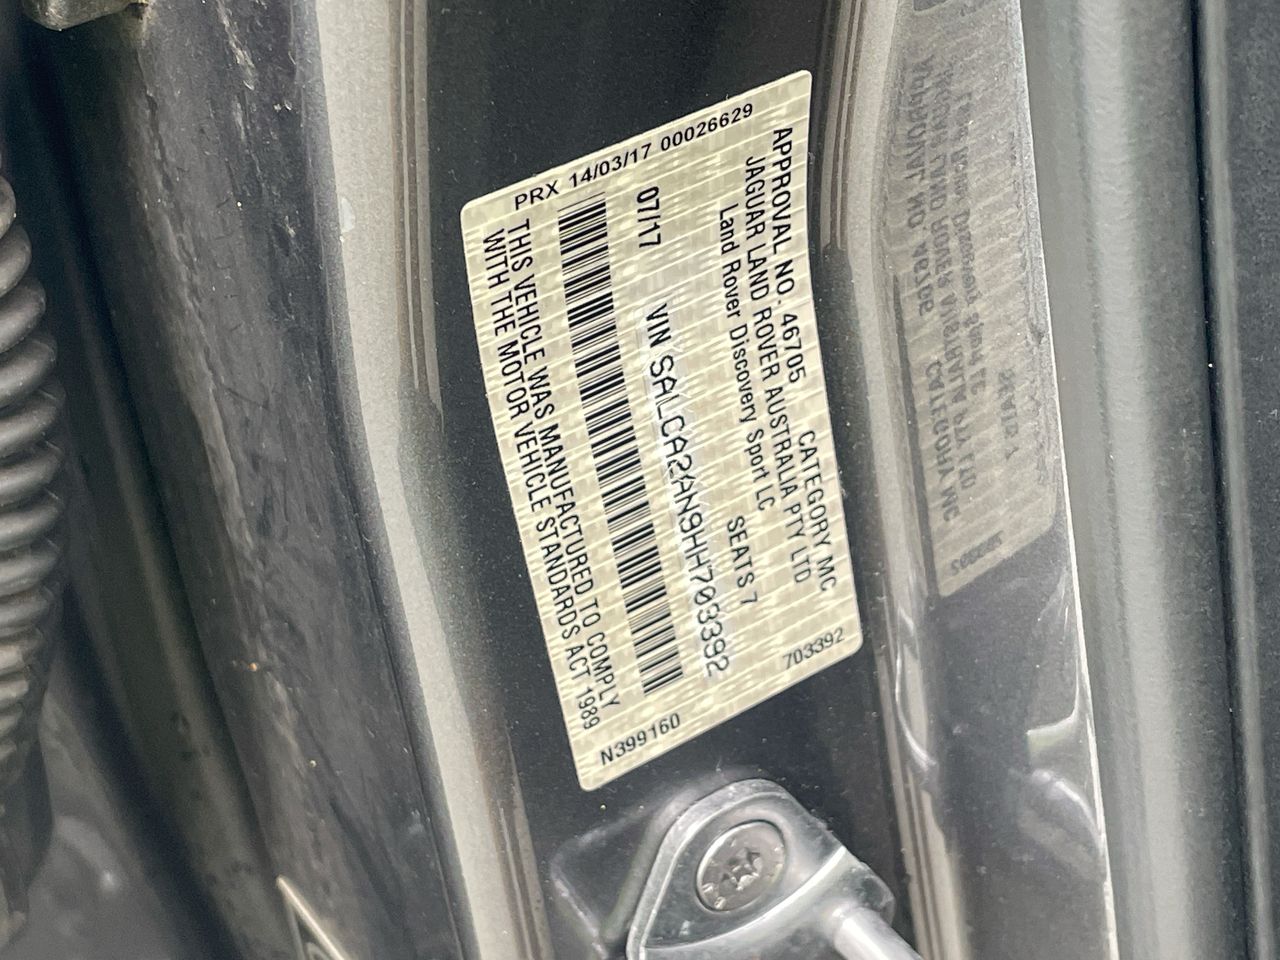 APPROVAL NO. 46705 CATEGORY MC
JAGUAR LAND ROVER AUSTRALIA PTY LTD
Land Rover Discovery Sport LC
SEATS 7
07/17 VIN SALCA2AN9HH703392
THIS VEHICLE WAS MANUFACTURED TO COMPLY
WITH THE MOTOR VEHICLE STANDARDS ACT 1989
PRX 14/03/17 00026629
703392
N399160